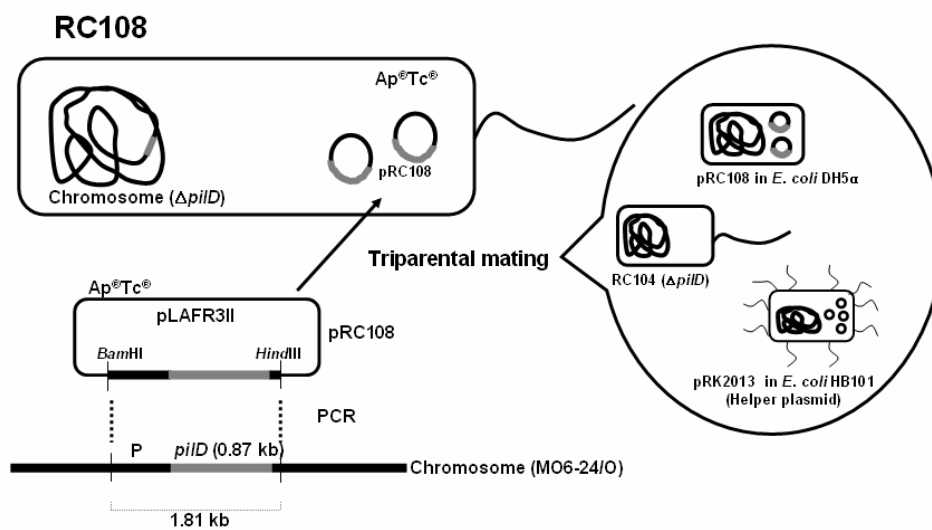 RC108
Ap®Tc®
pRC108
Chromosome (ΔpilD)
pRC108 in E. coli DH5α
Triparental mating
RC104 (ΔpilD)
pRK2013 in E. coli HB101
(Helper plasmid)
Ap®Tc®
pLAFR3II
pRC108
BamHI
HindIII
PCR
P
pilD (0.87 kb)
Chromosome (MO6-24/O)
1.81 kb